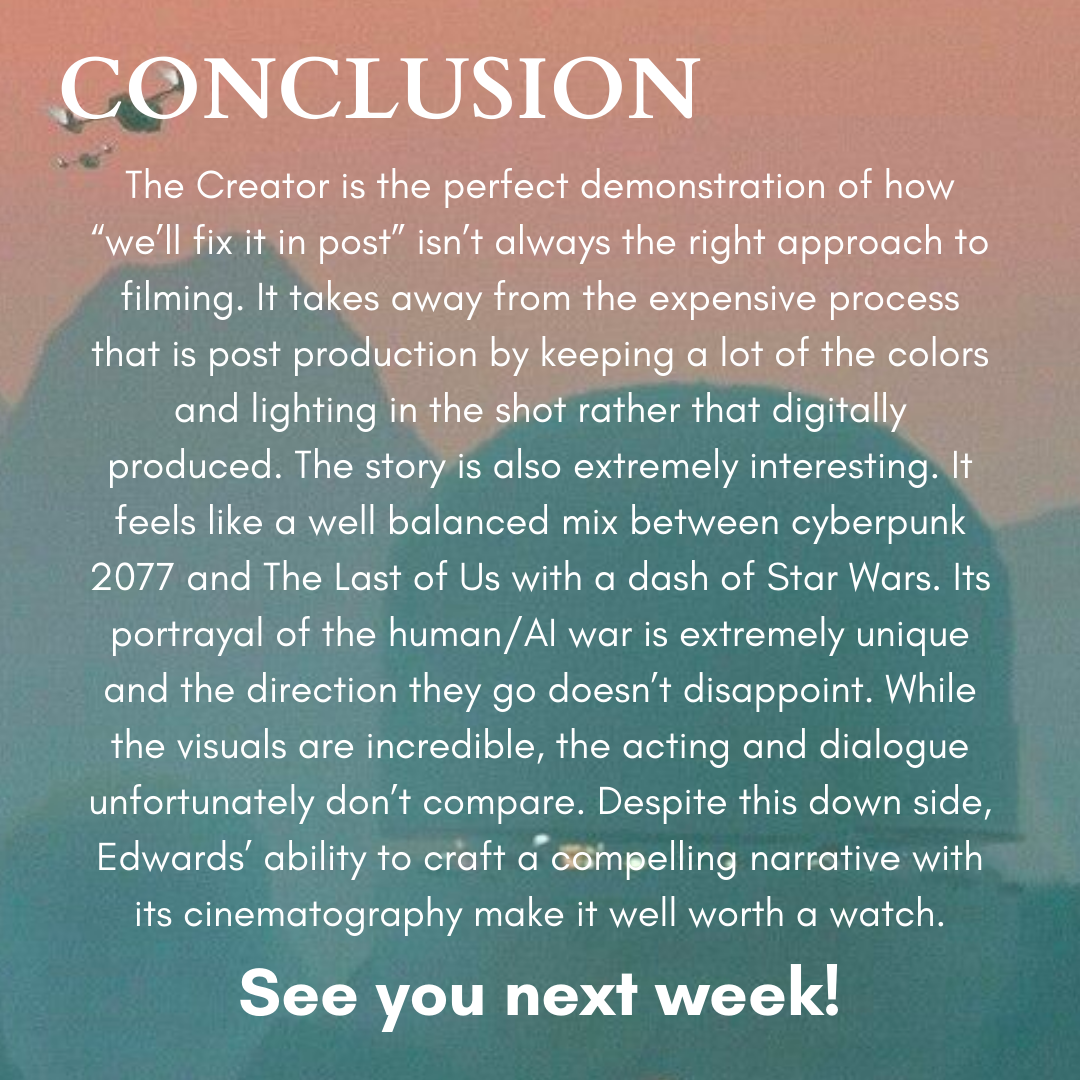 CONCLUSION
The Creator is the perfect demonstration of how
“we’ll fix it in post” isn’t always the right approach to
filming. It takes away from the expensive process
that is post production by keeping a lot of the colors
and lighting in the shot rather that digitally
produced. The story is also extremely interesting. It
feels like a well balanced mix between cyberpunk
2077 and The Last of Us with a dash of Star Wars. Its
portrayal of the human/AI war is extremely unique
and the direction they go doesn’t disappoint. While
the visuals are incredible, the acting and dialogue
unfortunately don’t compare. Despite this down side,
Edwards’ ability to craft a compelling narrative with
its cinematography make it well worth a watch.
See you next week!